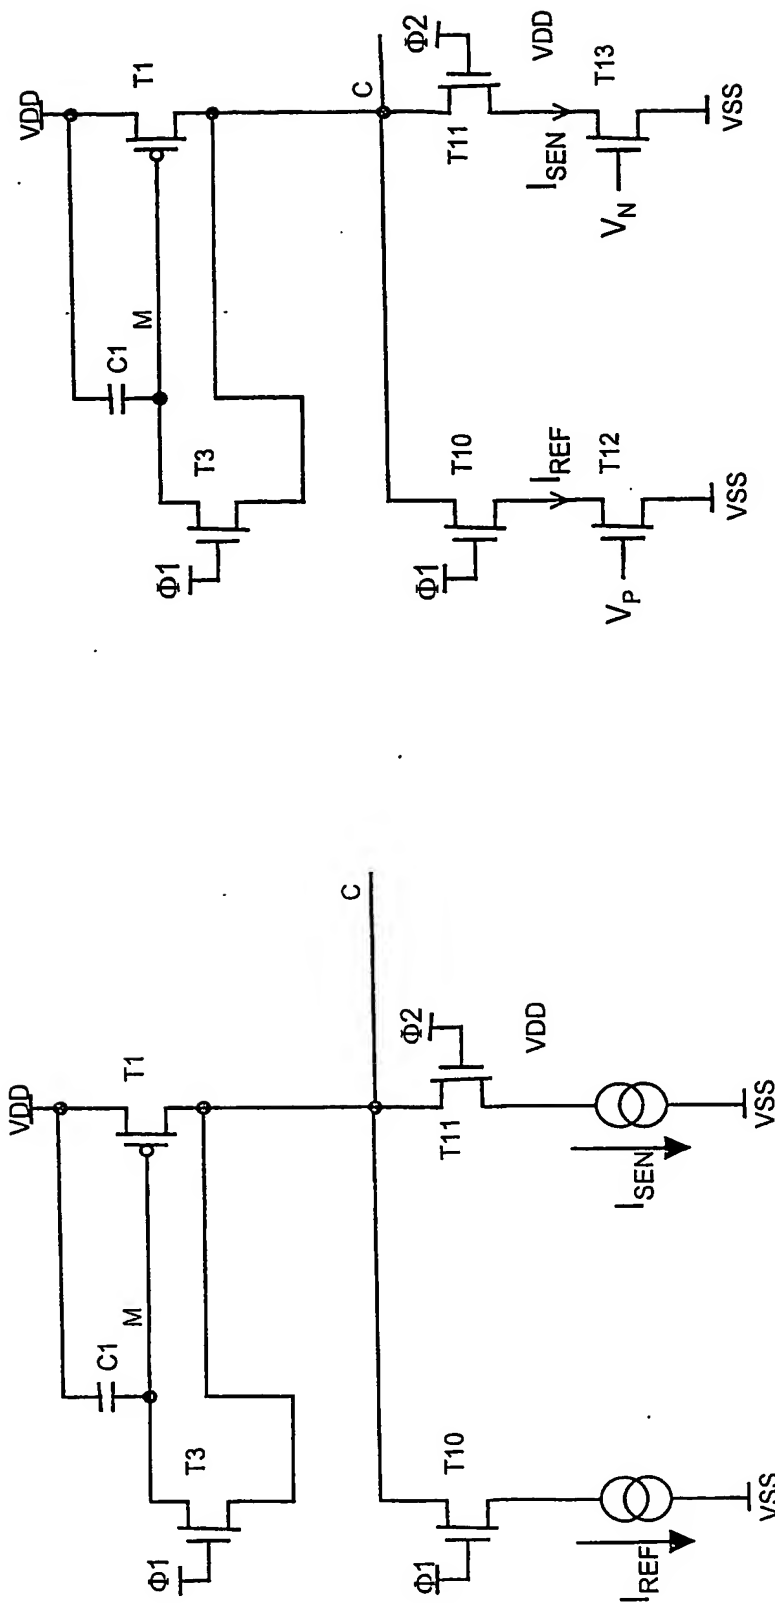 VDD
T1
C1
M
T3
Φ1
C
Φ2
T11
VDD
T10
Φ1
I_SEN
I_REF
T13
T12
V_N
V_P
VSS
VSS
VDD
T1
C1
M
T3
Φ1
C
Φ2
T11
VDD
T10
Φ1
I_SEN
I_REF
VSS
VSS